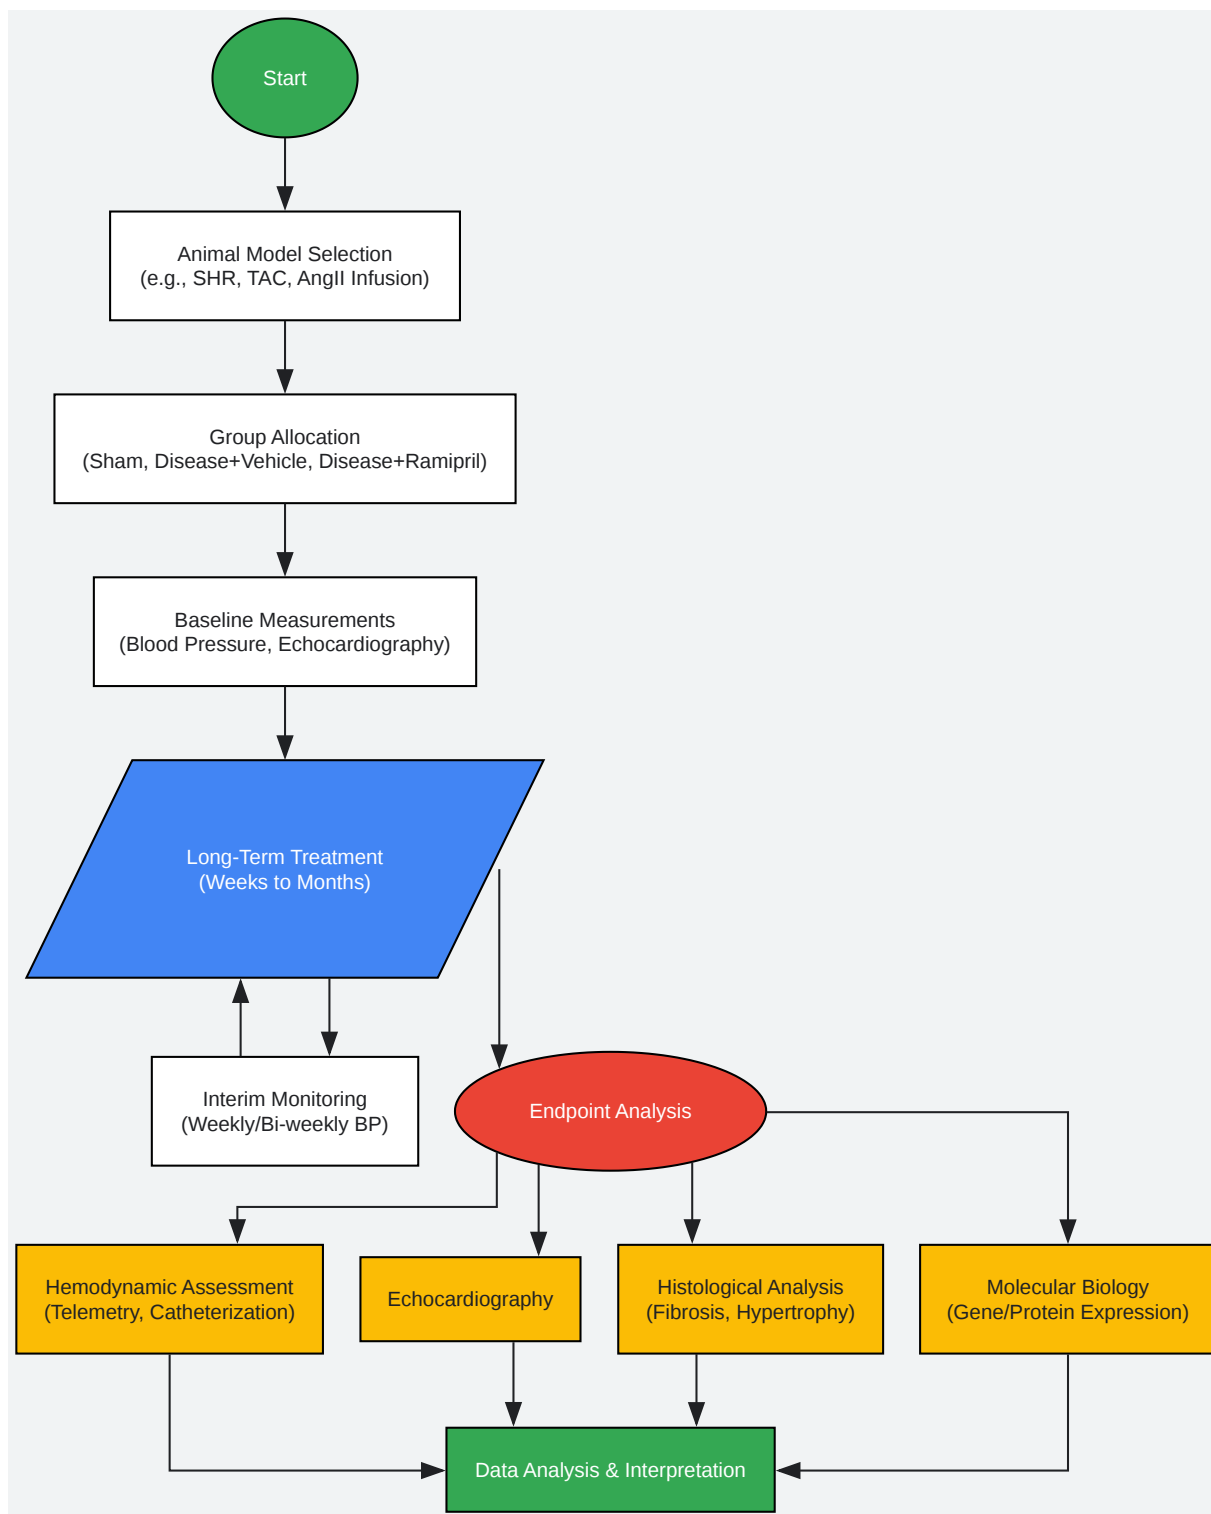 Start
Animal Model Selection
(e.g., SHR, TAC, AngII Infusion)
Group Allocation
(Sham, Disease+Vehicle, Disease+Ramipril)
Baseline Measurements
(Blood Pressure, Echocardiography)
Long-Term Treatment
(Weeks to Months)
Interim Monitoring
(Weekly/Bi-weekly BP)
Endpoint Analysis
Hemodynamic Assessment
(Telemetry, Catheterization)
Echocardiography
Histological Analysis
(Fibrosis, Hypertrophy)
Molecular Biology
(Gene/Protein Expression)
Data Analysis & Interpretation